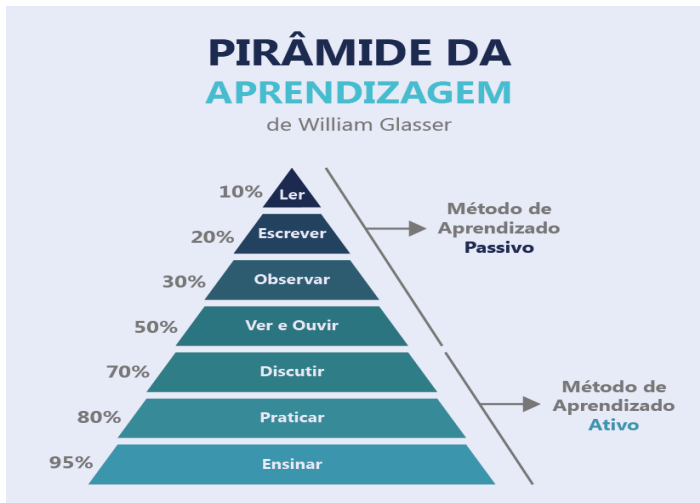 PIRÂMIDE DA
APRENDIZAGEM
de William Glasser
10% Ler
20% Escrever
30% Observar
50% Ver e Ouvir
70% Discutir
80% Praticar
95% Ensinar
Método de
Aprendizado
Passivo
Método de
Aprendizado
Ativo